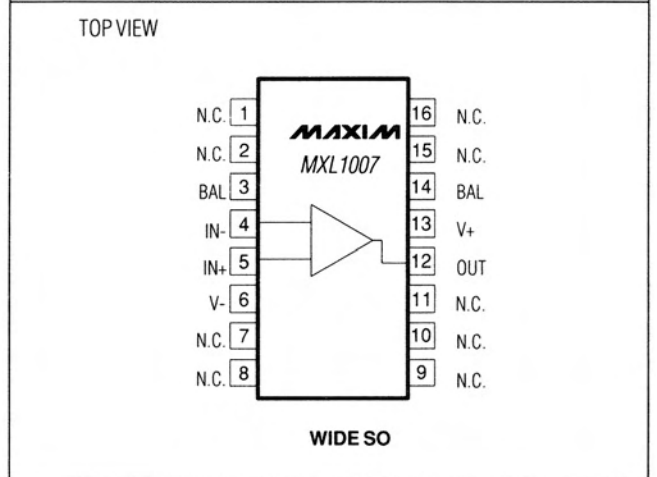 TOP VIEW
N.C. 1
16 N.C.
MAXIM
N.C. 2
15 N.C.
MXL1007
BAL 3
14 BAL
IN- 4
13 V+
IN+ 5
12 OUT
V- 6
11 N.C.
N.C. 7
10 N.C.
N.C. 8
9 N.C.
WIDE SO